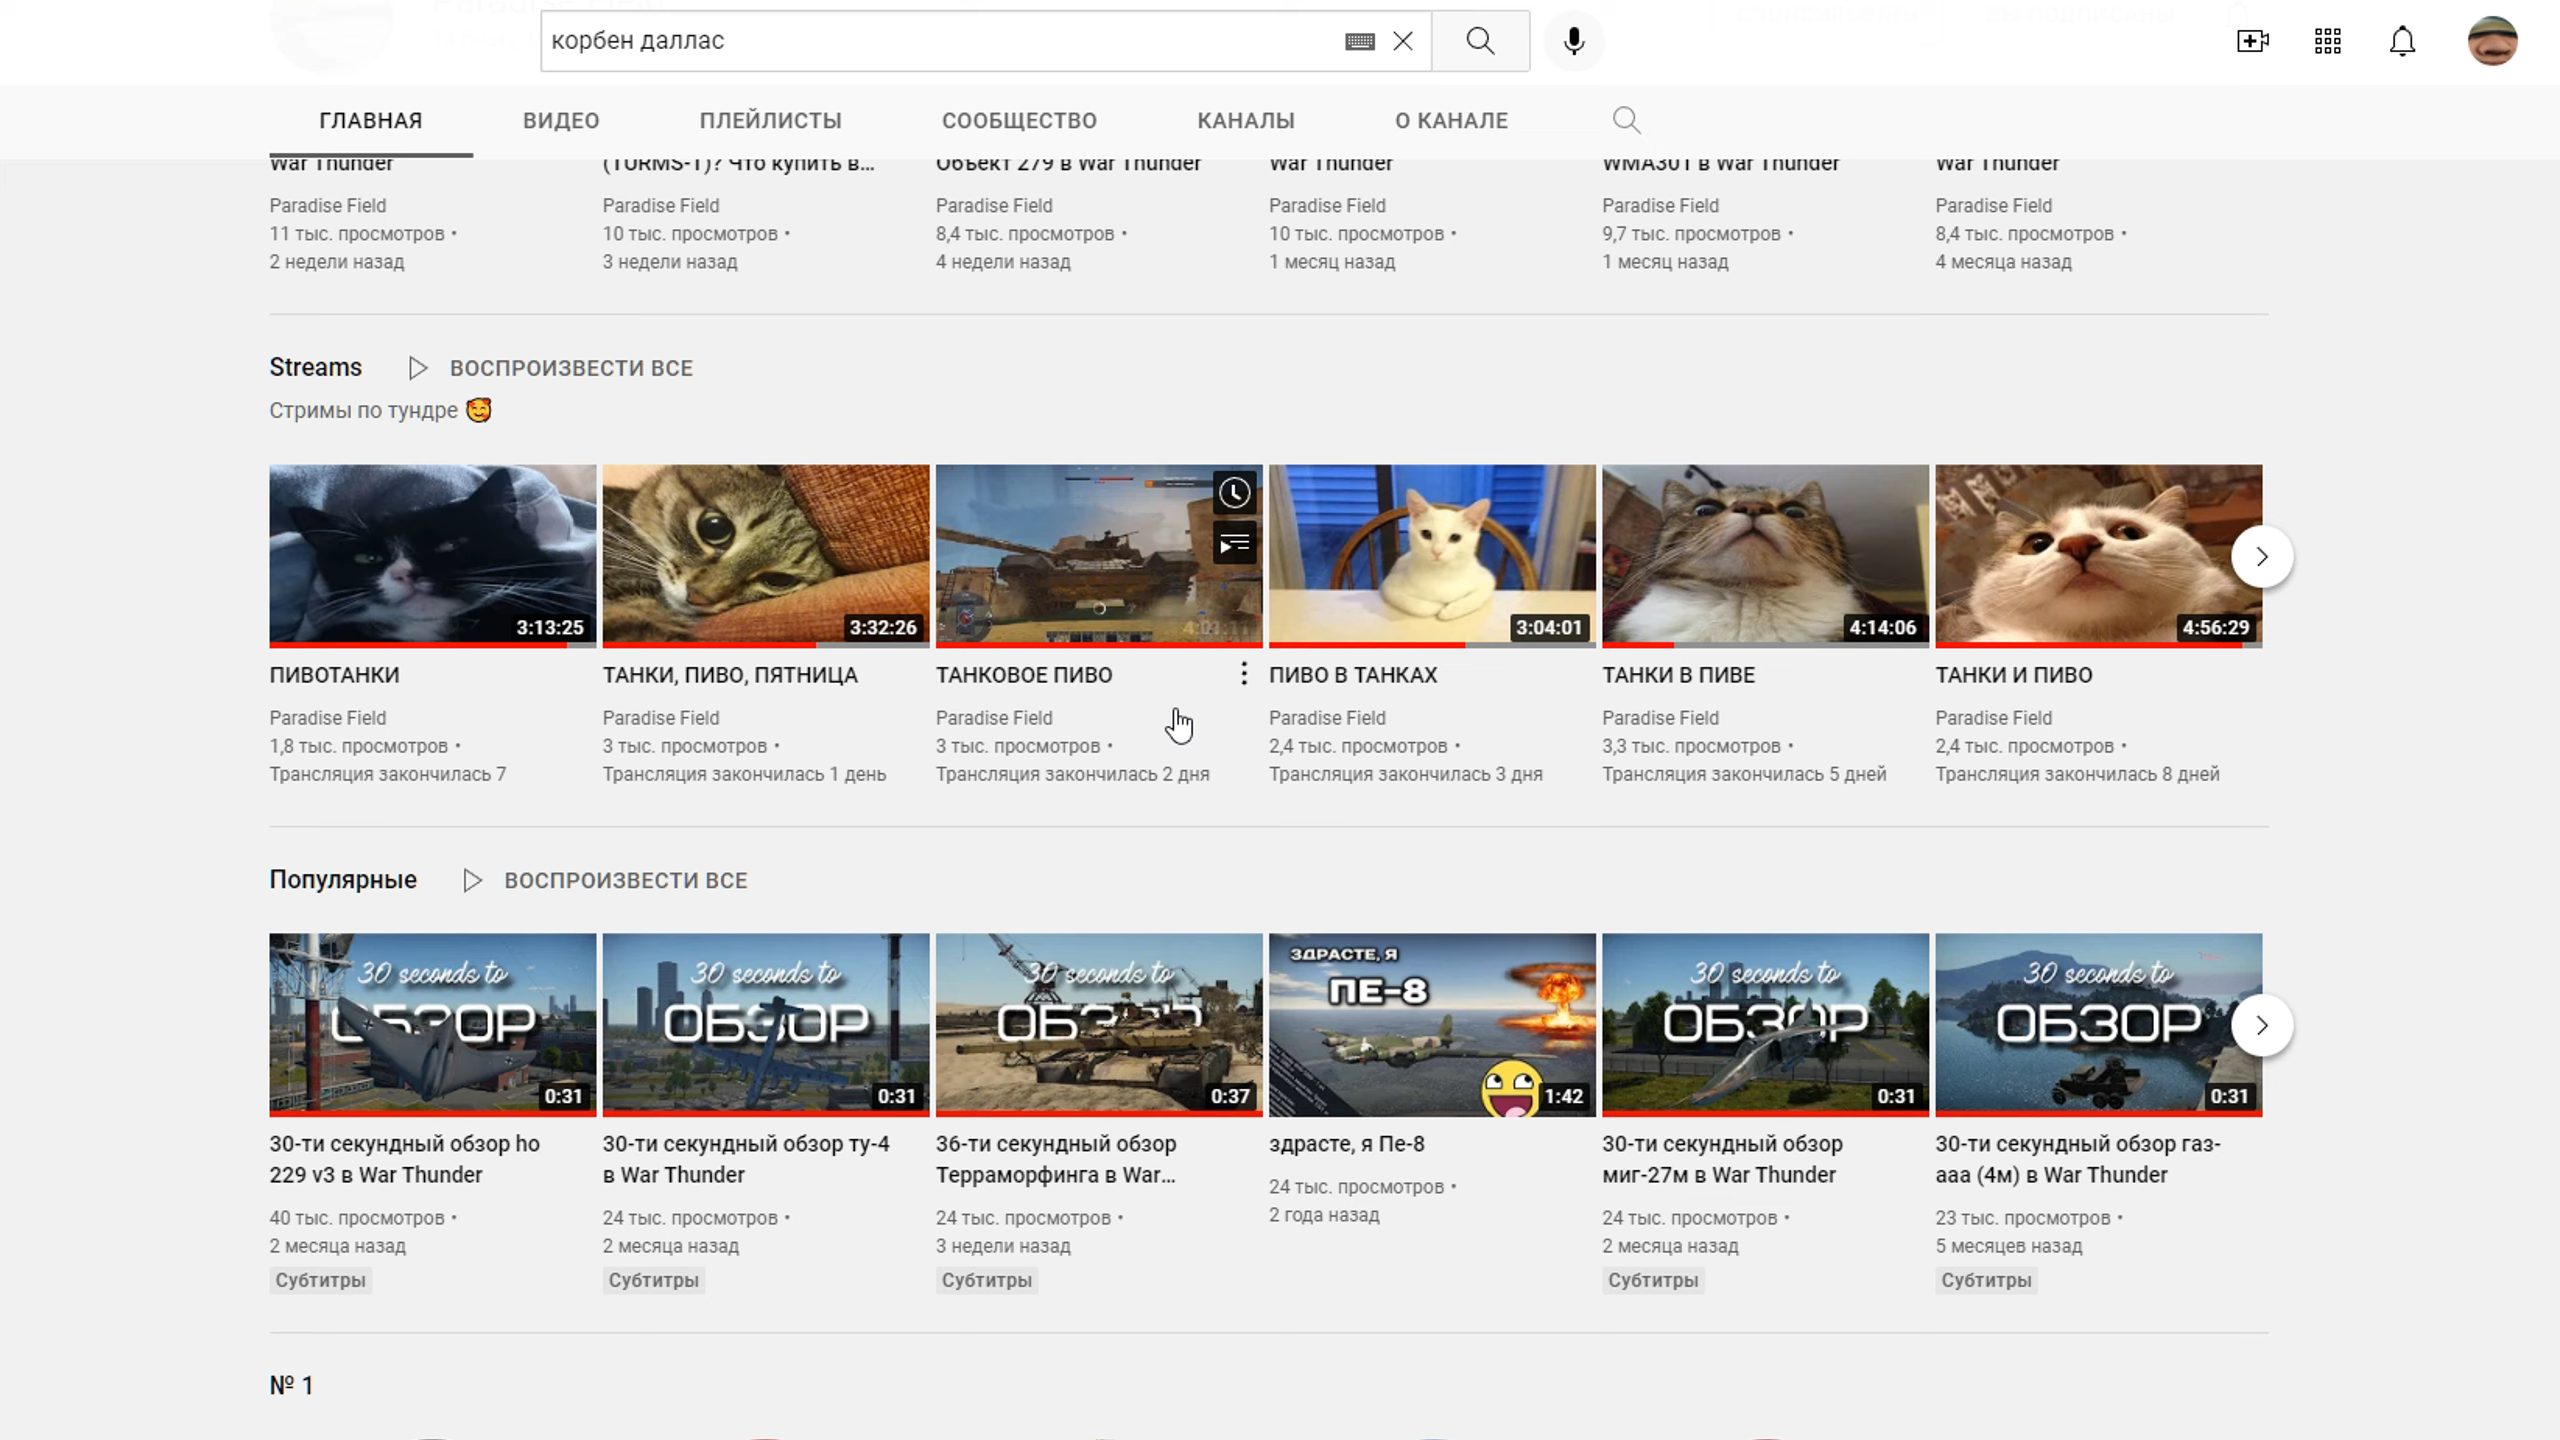 корбен даллас
ГЛАВНАЯ ВИДЕО ПЛЕЙЛИСТЫ СООБЩЕСТВО КАНАЛЫ О КАНАЛЕ
War Thunder
(TURMS-T)? Что купить в...
Объект 279 в War Thunder
War Thunder
WMA301 в War Thunder
War Thunder
Paradise Field
11 тыс. просмотров •
2 недели назад
Paradise Field
10 тыс. просмотров •
3 недели назад
Paradise Field
8,4 тыс. просмотров •
4 недели назад
Paradise Field
10 тыс. просмотров •
1 месяц назад
Paradise Field
9,7 тыс. просмотров •
1 месяц назад
Paradise Field
8,4 тыс. просмотров •
4 месяца назад
Streams ВОСПРОИЗВЕСТИ ВСЕ
Стримы по тундре 🥰
3:13:25
ПИВОТАНКИ
Paradise Field
1,8 тыс. просмотров •
Трансляция закончилась 7
3:32:26
ТАНКИ, ПИВО, ПЯТНИЦА
Paradise Field
3 тыс. просмотров •
Трансляция закончилась 1 день
ТАНКОВОЕ ПИВО
Paradise Field
3 тыс. просмотров •
Трансляция закончилась 2 дня
3:04:01
ПИВО В ТАНКАХ
Paradise Field
2,4 тыс. просмотров •
Трансляция закончилась 3 дня
4:14:06
ТАНКИ В ПИВЕ
Paradise Field
3,3 тыс. просмотров •
Трансляция закончилась 5 дней
4:56:29
ТАНКИ И ПИВО
Paradise Field
2,4 тыс. просмотров •
Трансляция закончилась 8 дней
Популярные ВОСПРОИЗВЕСТИ ВСЕ
30 seconds to
ОБЗОР
0:31
30-ти секундный обзор ho
229 v3 в War Thunder
40 тыс. просмотров •
2 месяца назад
Субтитры
30 seconds to
ОБЗОР
0:31
30-ти секундный обзор ту-4
в War Thunder
24 тыс. просмотров •
2 месяца назад
Субтитры
30 seconds to
ОБЗОР
0:37
36-ти секундный обзор
Терраморфинга в War...
24 тыс. просмотров •
3 недели назад
Субтитры
ЗДРАСТЕ, Я
ПЕ-8
1:42
здрасте, я Пе-8
24 тыс. просмотров •
2 года назад
30 seconds to
ОБЗОР
0:31
30-ти секундный обзор
миг-27м в War Thunder
24 тыс. просмотров •
2 месяца назад
Субтитры
30 seconds to
ОБЗОР
0:31
30-ти секундный обзор газ-
ааа (4м) в War Thunder
23 тыс. просмотров •
5 месяцев назад
Субтитры
№ 1